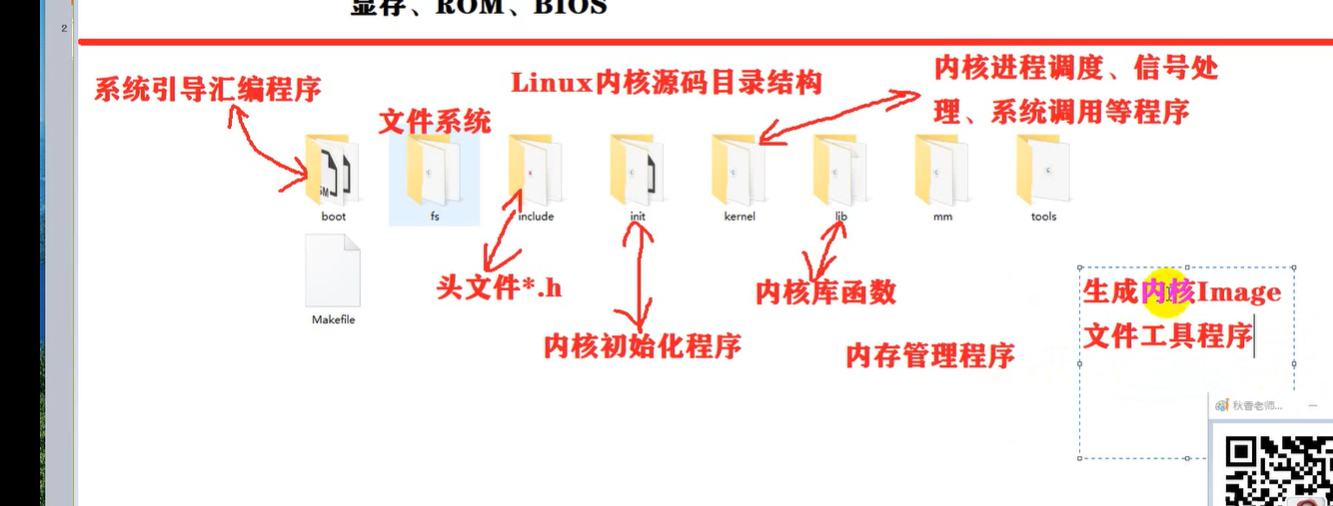 显存、ROM、BIOS
2
系统引导汇编程序
文件系统
Linux内核源码目录结构
内核进程调度、信号处
理、系统调用等程序
boot
fs
include
init
kernel
lib
mm
tools
Makefile
头文件*.h
内核初始化程序
内核库函数
内存管理程序
生成内核Image
文件工具程序
秋香老师...